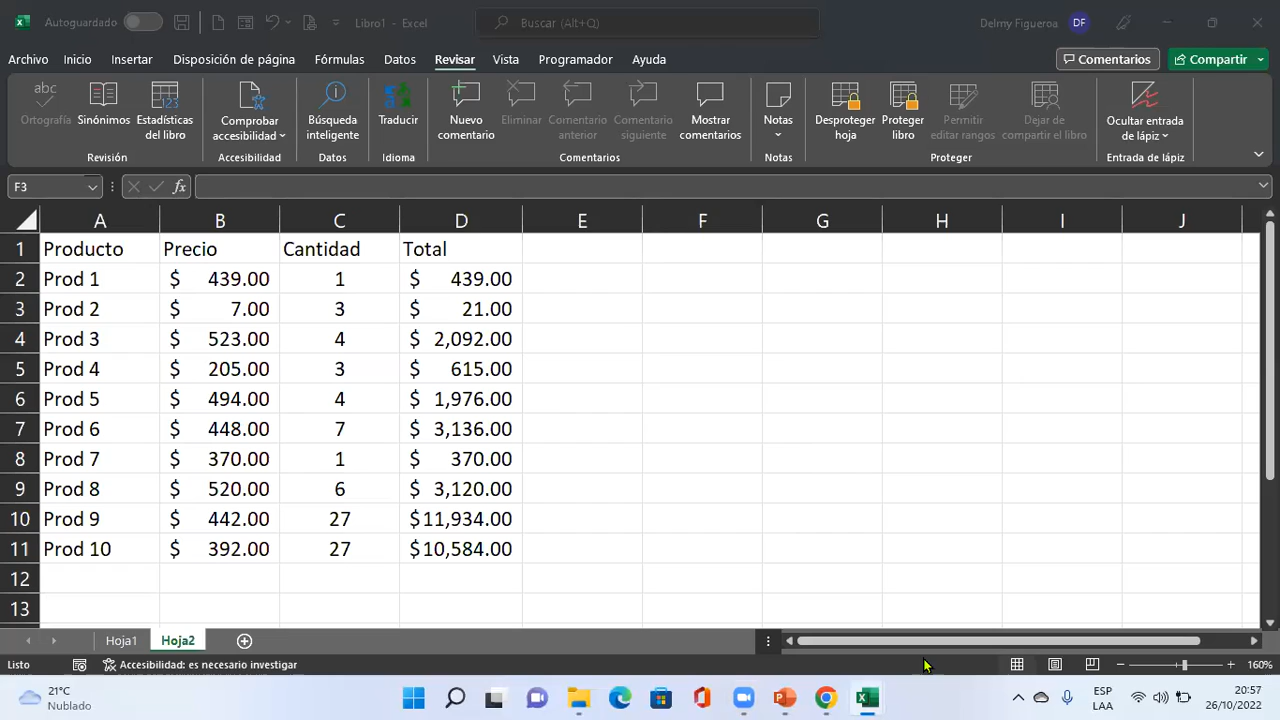 Autoguardado
Libro1 - Excel
Buscar (Alt+Q)
Delmy Figueroa
DF
Archivo Inicio Insertar Disposición de página Fórmulas Datos Revisar Vista Programador Ayuda
Comentarios
Compartir
abc
Ortografía
Sinónimos
123
Estadísticas
del libro
Revisión
Comprobar
accesibilidad
Accesibilidad
Búsqueda
inteligente
Datos
Traducir
Idioma
Nuevo
comentario
Eliminar
Comentario
anterior
Comentario
siguiente
Mostrar
comentarios
Comentarios
Notas
Notas
Desproteger
hoja
Proteger
libro
Permitir
editar rangos
Dejar de
compartir el libro
Proteger
Ocultar entrada
de lápiz
Entrada de lápiz
F3
fx
A B C D E F G H I J
1 Producto Precio Cantidad Total
2 Prod 1 $ 439.00 1 $ 439.00
3 Prod 2 $ 7.00 3 $ 21.00
4 Prod 3 $ 523.00 4 $ 2,092.00
5 Prod 4 $ 205.00 3 $ 615.00
6 Prod 5 $ 494.00 4 $ 1,976.00
7 Prod 6 $ 448.00 7 $ 3,136.00
8 Prod 7 $ 370.00 1 $ 370.00
9 Prod 8 $ 520.00 6 $ 3,120.00
10 Prod 9 $ 442.00 27 $11,934.00
11 Prod 10 $ 392.00 27 $10,584.00
12
13
Hoja1 Hoja2
Listo
Accesibilidad: es necesario investigar
160%
21°C
Nublado
ESP
LAA
20:57
26/10/2022